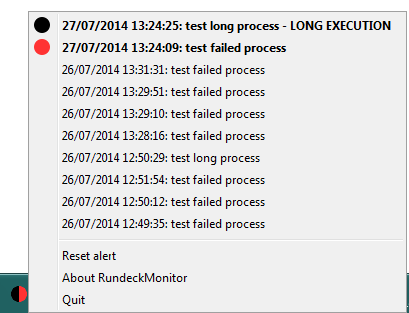 27/07/2014 13:24:25: test long process - LONG EXECUTION
27/07/2014 13:24:09: test failed process
26/07/2014 13:31:31: test failed process
26/07/2014 13:29:51: test failed process
26/07/2014 13:29:10: test failed process
26/07/2014 13:28:16: test failed process
26/07/2014 12:50:29: test long process
26/07/2014 12:51:54: test failed process
26/07/2014 12:50:12: test failed process
26/07/2014 12:49:35: test failed process
Reset alert
About RundeckMonitor
Quit